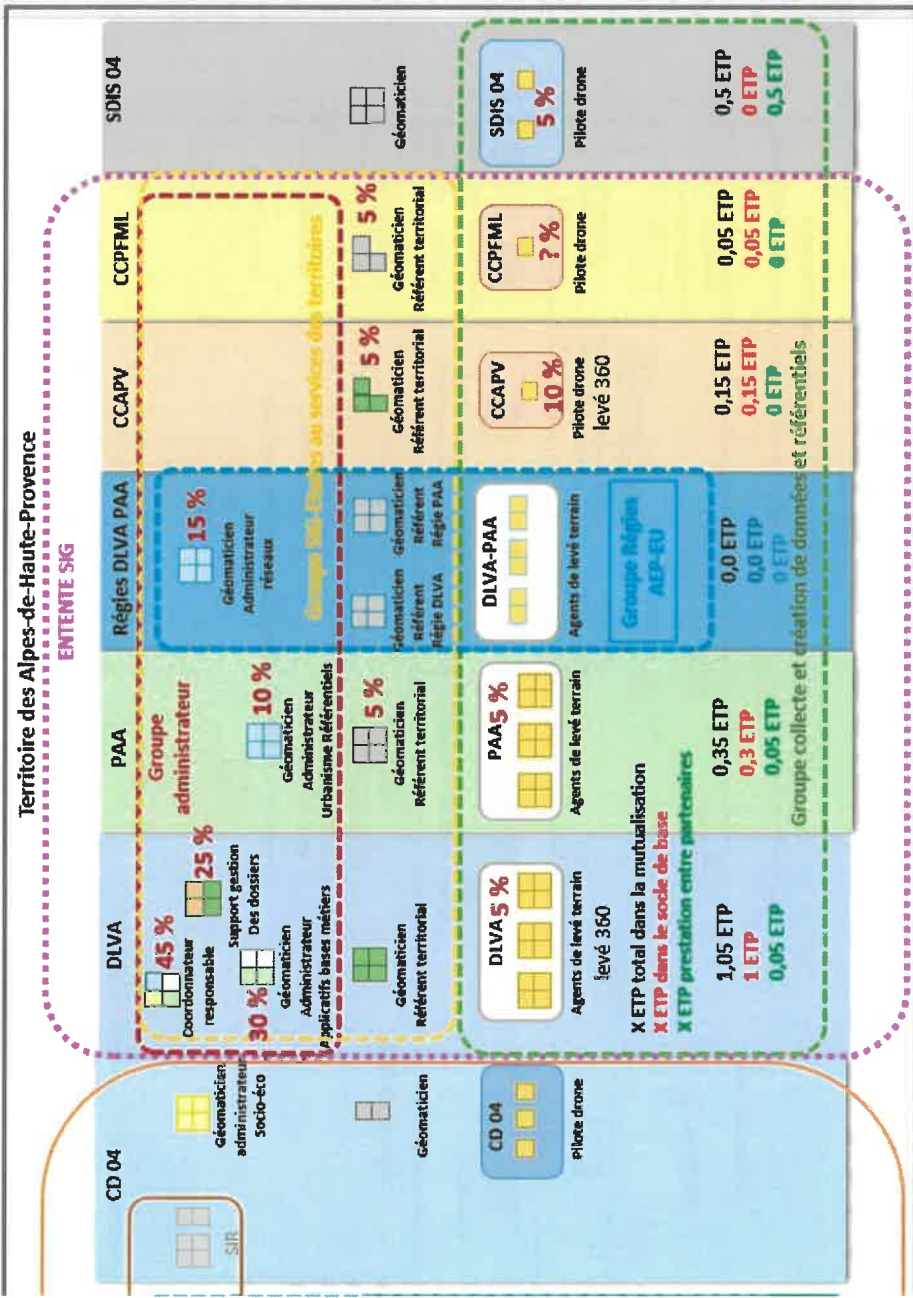 Territoire des Alpes-de-Haute-Provence
ENTENTE SIG
CD 04
SIR
Géomaticien
administrateur
Socio-éco
Géomaticien
CD 04
Pilote drone
DLVA
45 %
Coordonnateur
responsable
25 %
Support gestion
Des dossiers
30 %
Géomaticien
Administrateur
Applicatifs bases métiers
Géomaticien
Référent territorial
DLVA 5 %
Agents de levé terrain
levé 360
X ETP total dans la mutualisation
X ETP dans le socle de base
X ETP prestation entre partenaires
1,05 ETP
1 ETP
0,05 ETP
PAA
Groupe
administrateur
10 %
Géomaticien
Administrateur
Urbanisme Référentiels
5 %
Géomaticien
Référent territorial
PAA 5 %
Agents de levé terrain
0,35 ETP
0,3 ETP
0,05 ETP
Régies DLVA PAA
15 %
Géomaticien
Administrateur
réseaux
Géomaticien
Référent
Régie DLVA
Géomaticien
Référent
Régie PAA
DLVA-PAA
Agents de levé terrain
Groupe Régies
AEP-EU
0,0 ETP
0,0 ETP
0 ETP
CCAPV
5 %
Géomaticien
Référent territorial
CCAPV
10 %
Pilote drone
levé 360
0,15 ETP
0,15 ETP
0 ETP
CCPFML
5 %
Géomaticien
Référent territorial
CCPFML
? %
Pilote drone
0,05 ETP
0,05 ETP
0 ETP
SDIS 04
Géomaticien
SDIS 04
5 %
Pilote drone
0,5 ETP
0 ETP
0,5 ETP
au services des territoires
Groupe collecte et création de données et référentiels